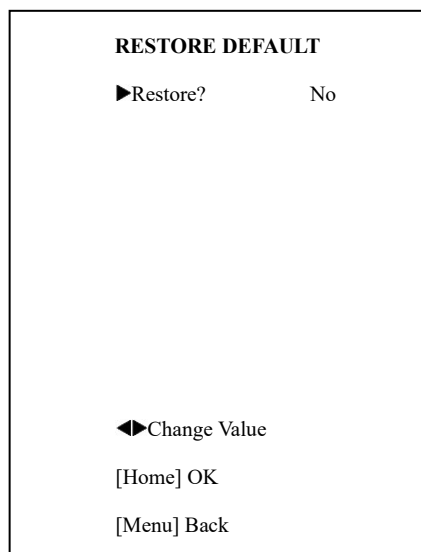 RESTORE DEFAULT
▶Restore? No
◀▶Change Value
[Home] OK
[Menu] Back